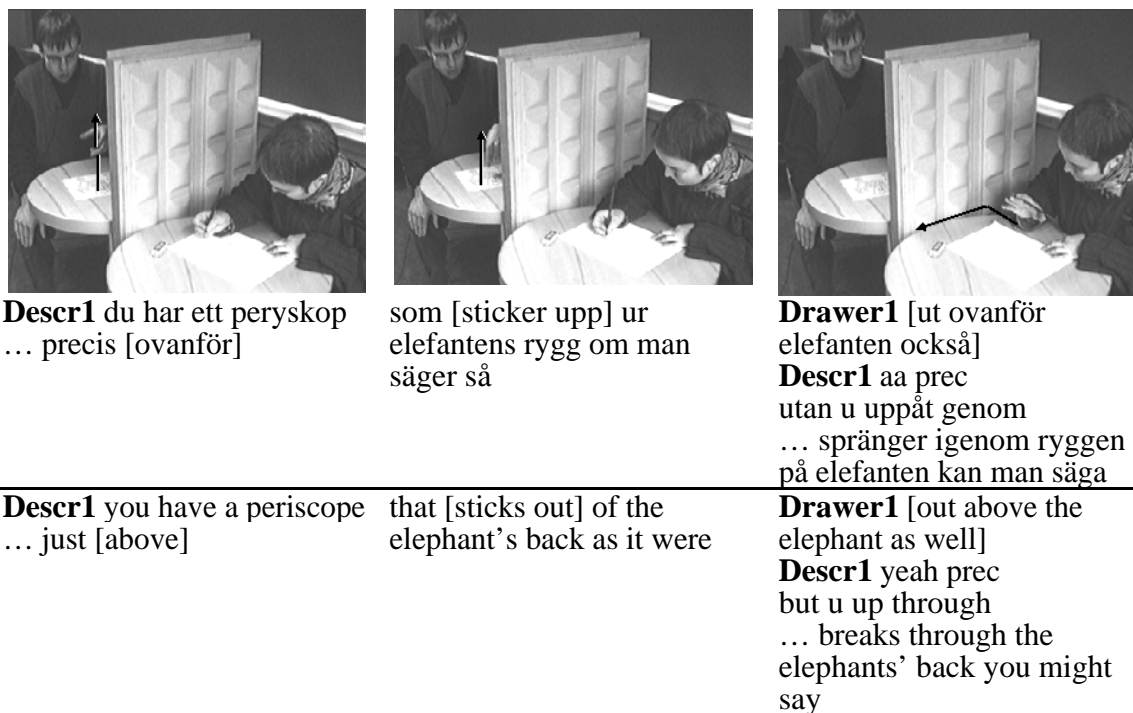 Descr1 du har ett peryskop
… precis [ovanför]
som [sticker upp] ur
elefantens rygg om man
säger så
Drawer1 [ut ovanför
elefanten också]
Descr1 aa prec
utan u uppåt genom
… spränger igenom ryggen
på elefanten kan man säga
Descr1 you have a periscope
… just [above]
that [sticks out] of the
elephant’s back as it were
Drawer1 [out above the
elephant as well]
Descr1 yeah prec
but u up through
… breaks through the
elephants’ back you might
say